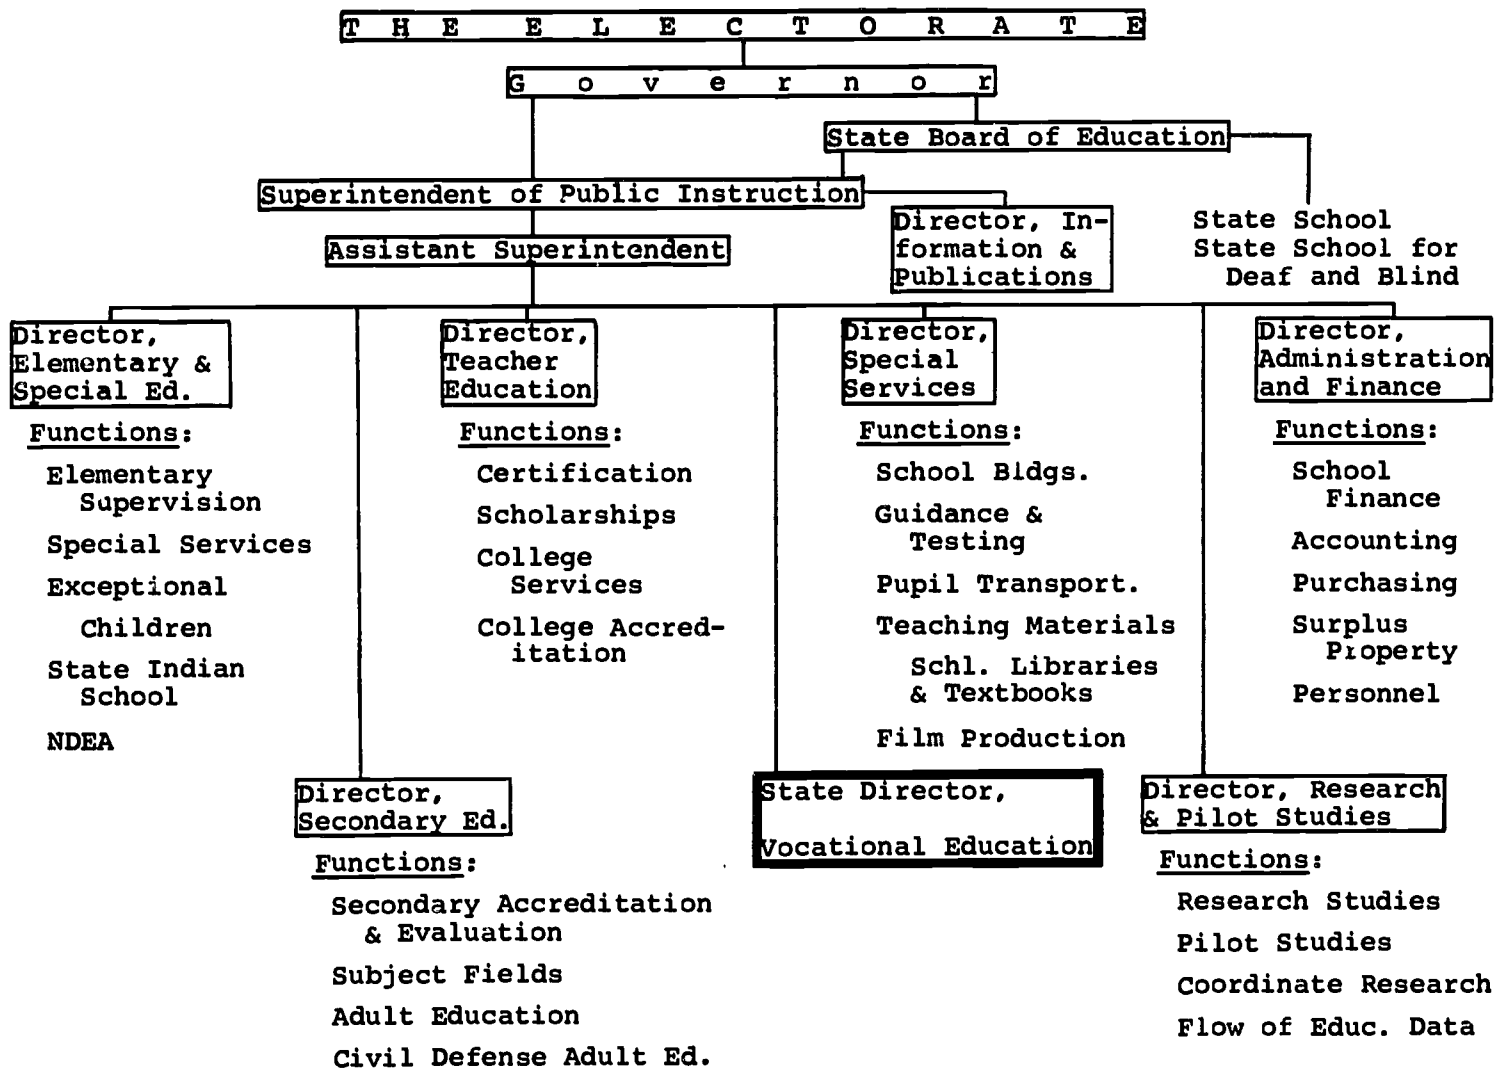 THE ELECTORATE
Governor
State Board of Education
Superintendent of Public Instruction
Director, In-
formation &
Publications
State School
State School for
Deaf and Blind
Assistant Superintendent
Director,
Elementary &
Special Ed.
Functions:
Elementary
Supervision
Special Services
Exceptional
Children
State Indian
School
NDEA
Director,
Teacher
Education
Functions:
Certification
Scholarships
College
Services
College Accred-
itation
Director,
Special
Services
Functions:
School Bldgs.
Guidance &
Testing
Pupil Transport.
Teaching Materials
Schl. Libraries
& Textbooks
Film Production
Director,
Administration
and Finance
Functions:
School
Finance
Accounting
Purchasing
Surplus
Property
Personnel
Director,
Secondary Ed.
Functions:
Secondary Accreditation
& Evaluation
Subject Fields
Adult Education
Civil Defense Adult Ed.
State Director,
Vocational Education
Director, Research
& Pilot Studies
Functions:
Research Studies
Pilot Studies
Coordinate Research
Flow of Educ. Data